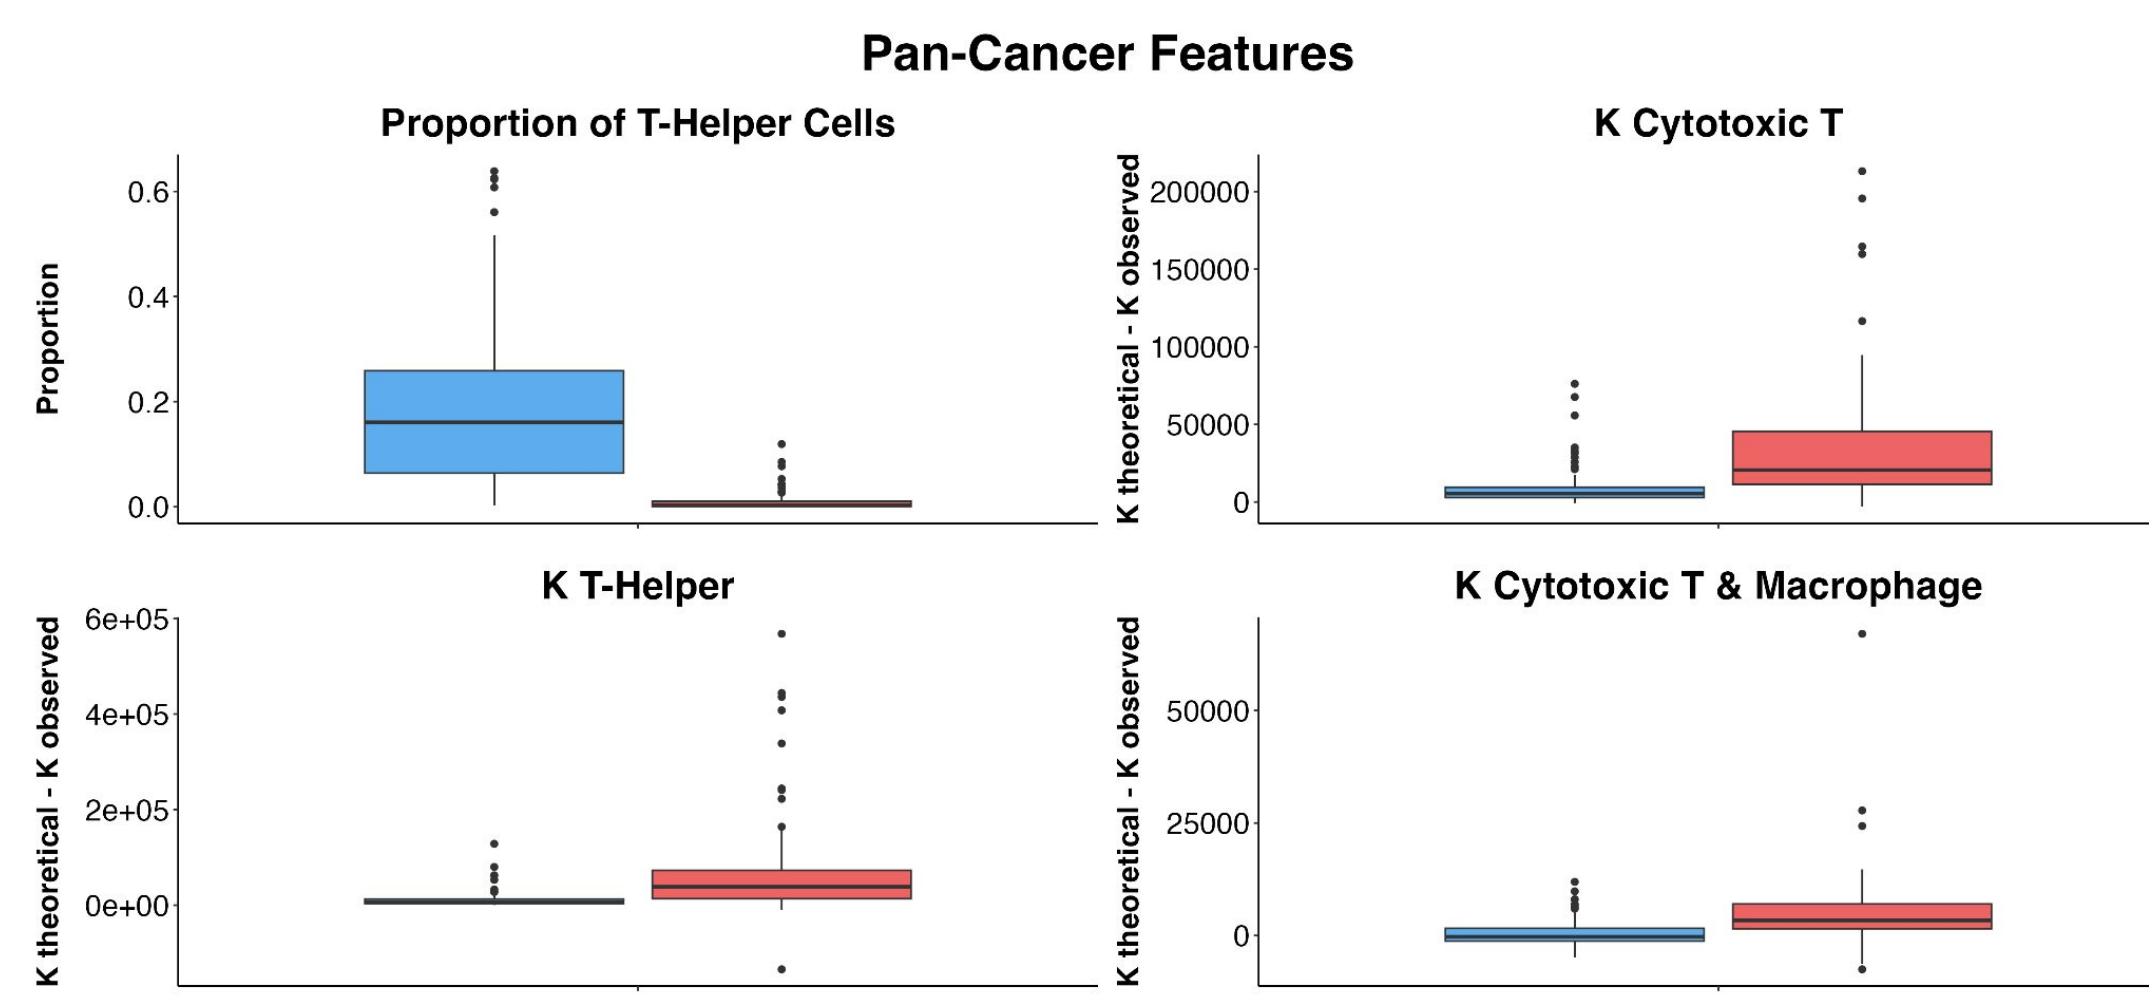 Pan-Cancer Features
Proportion of T-Helper Cells
Proportion
0.6
0.4
0.2
0.0
K Cytotoxic T
K theoretical - K observed
200000
150000
100000
50000
0
K T-Helper
K theoretical - K observed
6e+05
4e+05
2e+05
0e+00
K Cytotoxic T & Macrophage
K theoretical - K observed
50000
25000
0